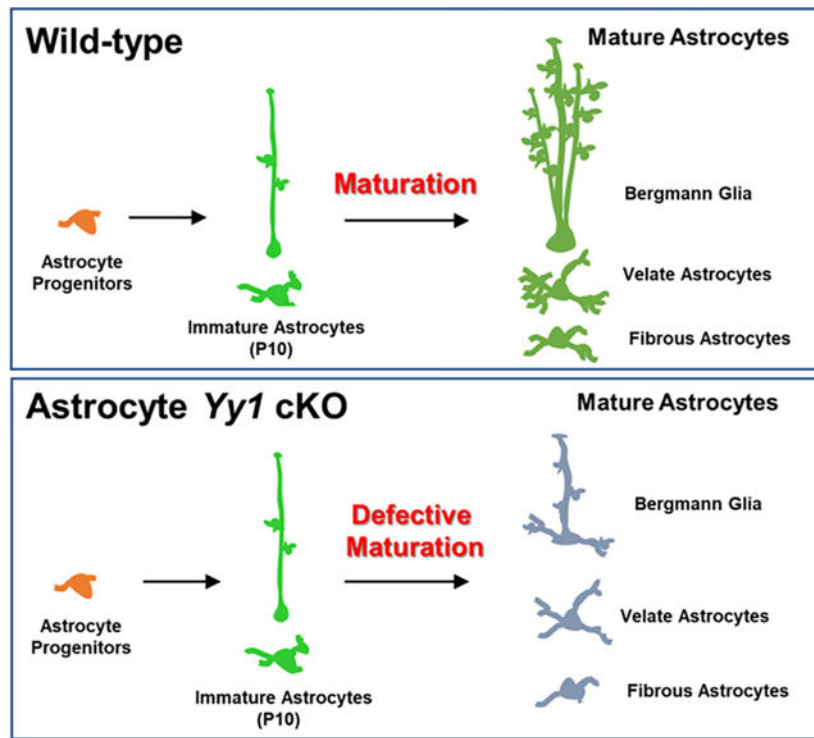 Wild-type
Mature Astrocytes
Maturation
Bergmann Glia
Astrocyte
Progenitors
Velate Astrocytes
Immature Astrocytes
(P10)
Fibrous Astrocytes
Astrocyte Yy1 cKO
Mature Astrocytes
Defective
Maturation
Bergmann Glia
Astrocyte
Progenitors
Velate Astrocytes
Immature Astrocytes
(P10)
Fibrous Astrocytes